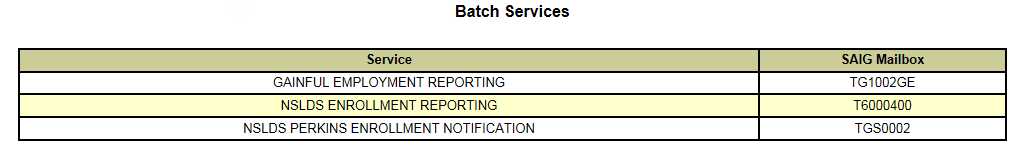 Batch Services
Service SAIG Mailbox
GAINFUL EMPLOYMENT REPORTING TG1002GE
NSLDS ENROLLMENT REPORTING T6000400
NSLDS PERKINS ENROLLMENT NOTIFICATION TGS0002